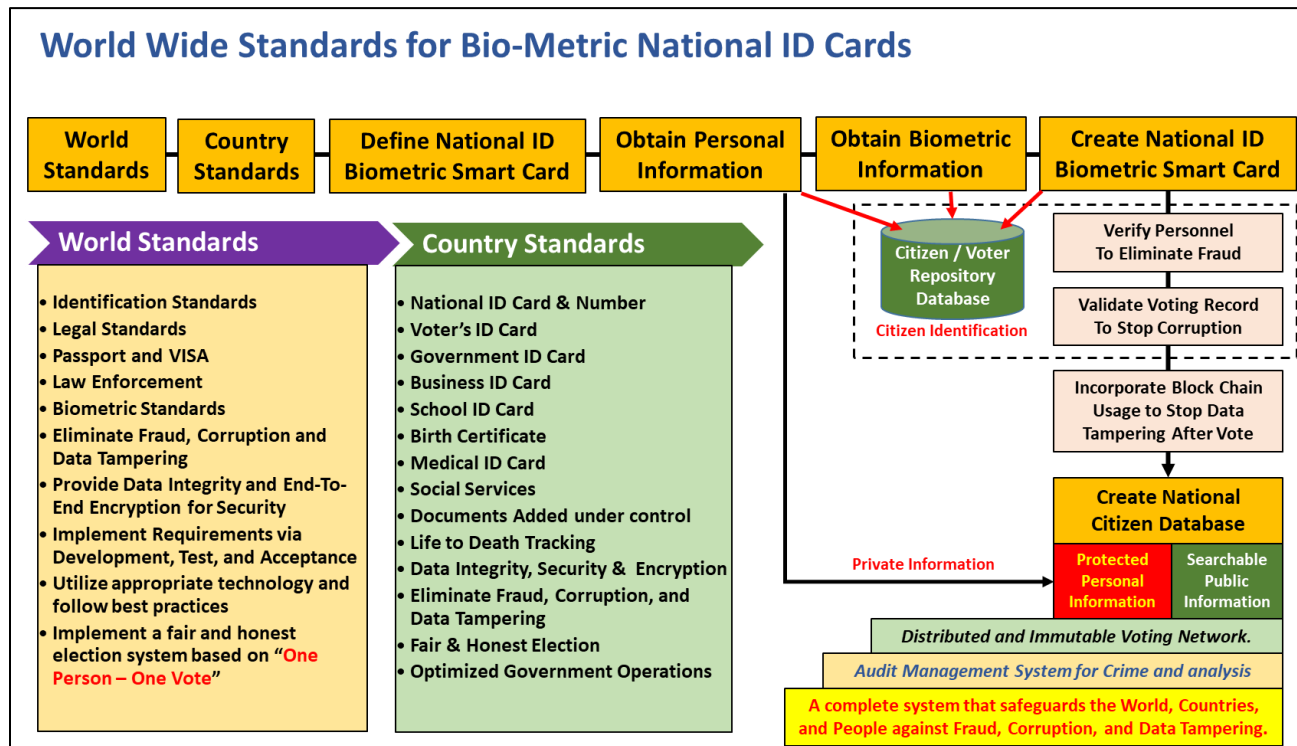 World Wide Standards for Bio-Metric National ID Cards
World
Standards
Country
Standards
Define National ID
Biometric Smart Card
Obtain Personal
Information
Obtain Biometric
Information
Create National ID
Biometric Smart Card
World Standards
• Identification Standards
• Legal Standards
• Passport and VISA
• Law Enforcement
• Biometric Standards
• Eliminate Fraud, Corruption and
Data Tampering
• Provide Data Integrity and End-To-
End Encryption for Security
• Implement Requirements via
Development, Test, and Acceptance
• Utilize appropriate technology and
follow best practices
• Implement a fair and honest
election system based on “One
Person – One Vote”
Country Standards
• National ID Card & Number
• Voter’s ID Card
• Government ID Card
• Business ID Card
• School ID Card
• Birth Certificate
• Medical ID Card
• Social Services
• Documents Added under control
• Life to Death Tracking
• Data Integrity, Security & Encryption
• Eliminate Fraud, Corruption, and
Data Tampering
• Fair & Honest Election
• Optimized Government Operations
Citizen / Voter
Repository
Database
Citizen Identification
Verify Personnel
To Eliminate Fraud
Validate Voting Record
To Stop Corruption
Incorporate Block Chain
Usage to Stop Data
Tampering After Vote
Create National
Citizen Database
Private Information
Protected
Personal
Information
Searchable
Public
Information
Distributed and Immutable Voting Network.
Audit Management System for Crime and analysis
A complete system that safeguards the World, Countries,
and People against Fraud, Corruption, and Data Tampering.